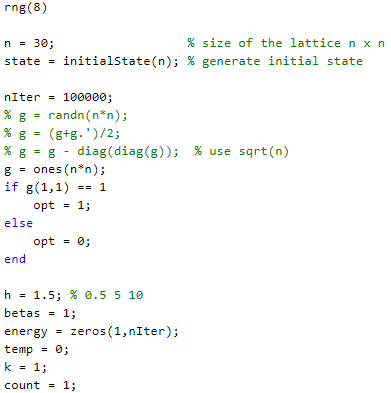 rng(8)
n = 30; % size of the lattice n x n
state = initialState(n); % generate initial state
nIter = 100000;
% g = randn(n*n);
% g = (g+g.')/2;
% g = g - diag(diag(g)); % use sqrt(n)
g = ones(n*n);
if g(1,1) == 1
opt = 1;
else
opt = 0;
end
h = 1.5; % 0.5 5 10
betas = 1;
energy = zeros(1,nIter);
temp = 0;
k = 1;
count = 1;